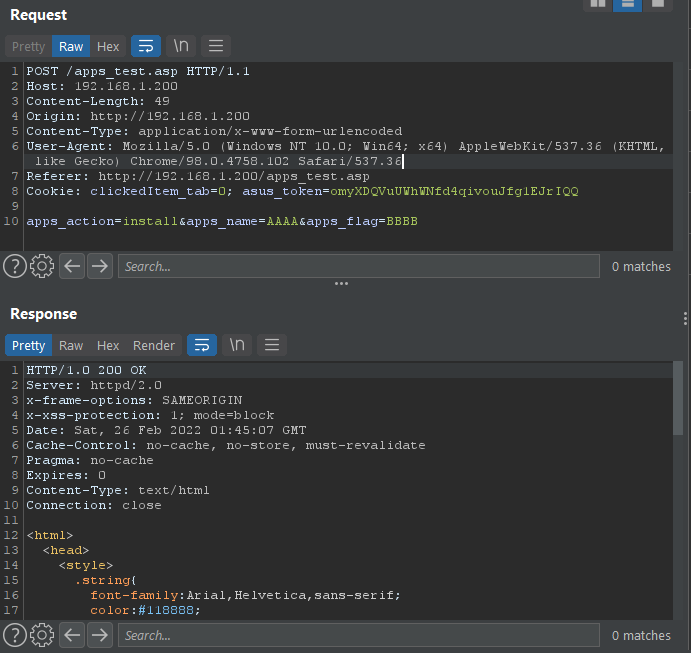 Request
Pretty Raw Hex \n
1 POST /apps_test.asp HTTP/1.1
2 Host: 192.168.1.200
3 Content-Length: 49
4 Origin: http://192.168.1.200
5 Content-Type: application/x-www-form-urlencoded
6 User-Agent: Mozilla/5.0 (Windows NT 10.0; Win64; x64) AppleWebKit/537.36 (KHTML,
like Gecko) Chrome/98.0.4758.102 Safari/537.36
7 Referer: http://192.168.1.200/apps_test.asp
8 Cookie: clickedItem_tab=0; asus_token=omyXDQVuUWhWNfd4qivouJfglEJrIQQ
9
10 apps_action=install&apps_name=AAAA&apps_flag=BBBB
Search... 0 matches
Response
Pretty Raw Hex Render \n
1 HTTP/1.0 200 OK
2 Server: httpd/2.0
3 x-frame-options: SAMEORIGIN
4 x-xss-protection: 1; mode=block
5 Date: Sat, 26 Feb 2022 01:45:07 GMT
6 Cache-Control: no-cache, no-store, must-revalidate
7 Pragma: no-cache
8 Expires: 0
9 Content-Type: text/html
10 Connection: close
11
12 <html>
13 <head>
14 <style>
15 .string{
16 font-family:Arial,Helvetica,sans-serif;
17 color:#118888;
Search... 0 matches